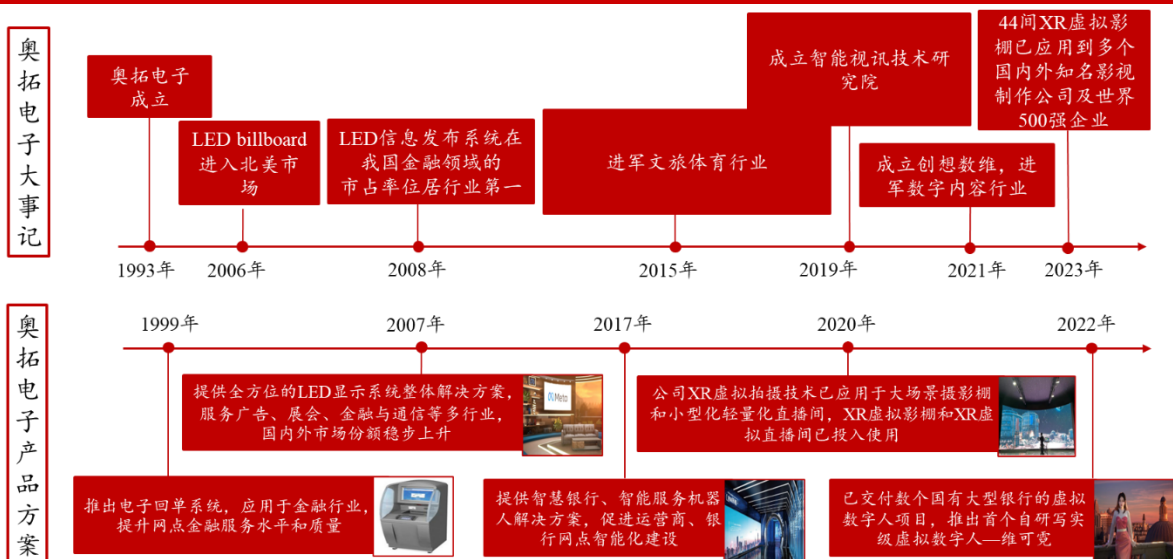 奥拓电子大事记
奥拓电子
成立
LED billboard
进入北美市
场
LED信息发布系统在
我国金融领域的
市占率位居行业第一
进军文旅体育行业
成立智能视讯技术研
究院
成立创想数维，进
军数字内容行业
44间XR虚拟影
棚已应用到多个
国内外知名影视
制作公司及世界
500强企业
1993年
2006年
2008年
2015年
2019年
2021年
2023年
奥拓电子产品方案
1999年
2007年
2017年
2020年
2022年
提供全方位的LED显示系统整体解决方案，
服务广告、展会、金融与通信等多行业，
国内外市场份额稳步上升
Meta
公司XR虚拟拍摄技术已应用于大场景摄影棚
和小型化轻量化直播间，XR虚拟影棚和XR虚
拟直播间已投入使用
推出电子回单系统，应用于金融行业，
提升网点金融服务水平和质量
提供智慧银行、智能服务机器
人解决方案，促进运营商、银
行网点智能化建设
已交付数个国有大型银行的虚拟
数字人项目，推出首个自研写实
级虚拟数字人—维可宽